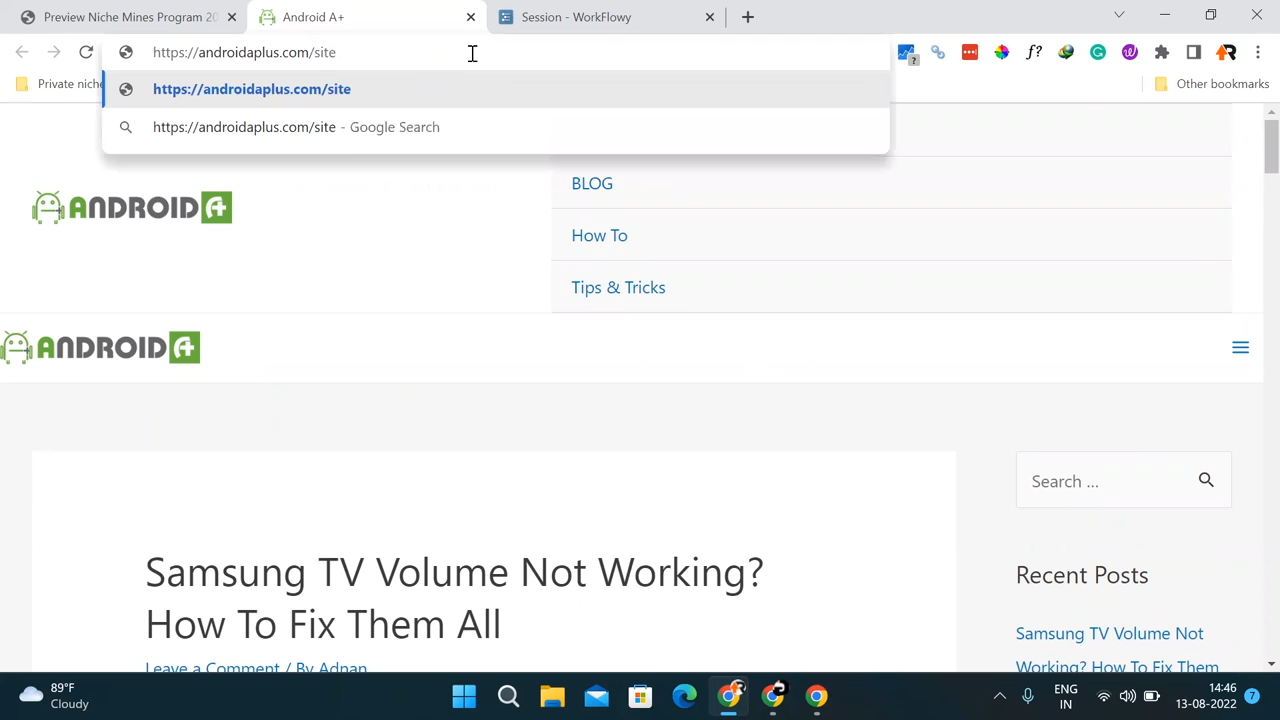 Preview Niche Mines Program 20
Android A+
Session - WorkFlowy
https://androidaplus.com/site
f?
?
Private niche
https://androidaplus.com/site
Other bookmarks
https://androidaplus.com/site - Google Search
BLOG
ANDROID A+
How To
Tips & Tricks
ANDROID A+
Search ...
Samsung TV Volume Not Working?
How To Fix Them All
Recent Posts
Samsung TV Volume Not
Working? How To Fix Them
Leave a Comment / By Adnan
89°F
Cloudy
ENG
IN
14:46
13-08-2022
7